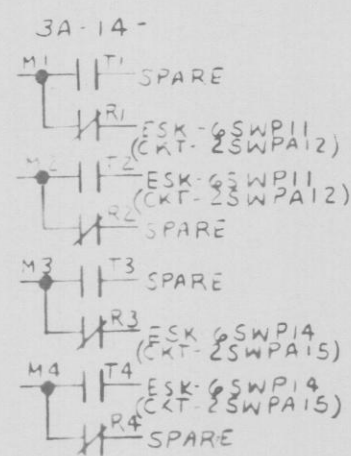 3A-14-
M1 T1 SPARE
R1 ESK-6SWP11
(CKT-2SWPA12)
M2 T2 ESK-6SWP11
(CKT-2SWPA12)
R2 SPARE
M3 T3 SPARE
R3 ESK-6SWP14
(CKT-2SWPA15)
M4 T4 ESK-6SWP14
(CKT-2SWPA15)
R4 SPARE